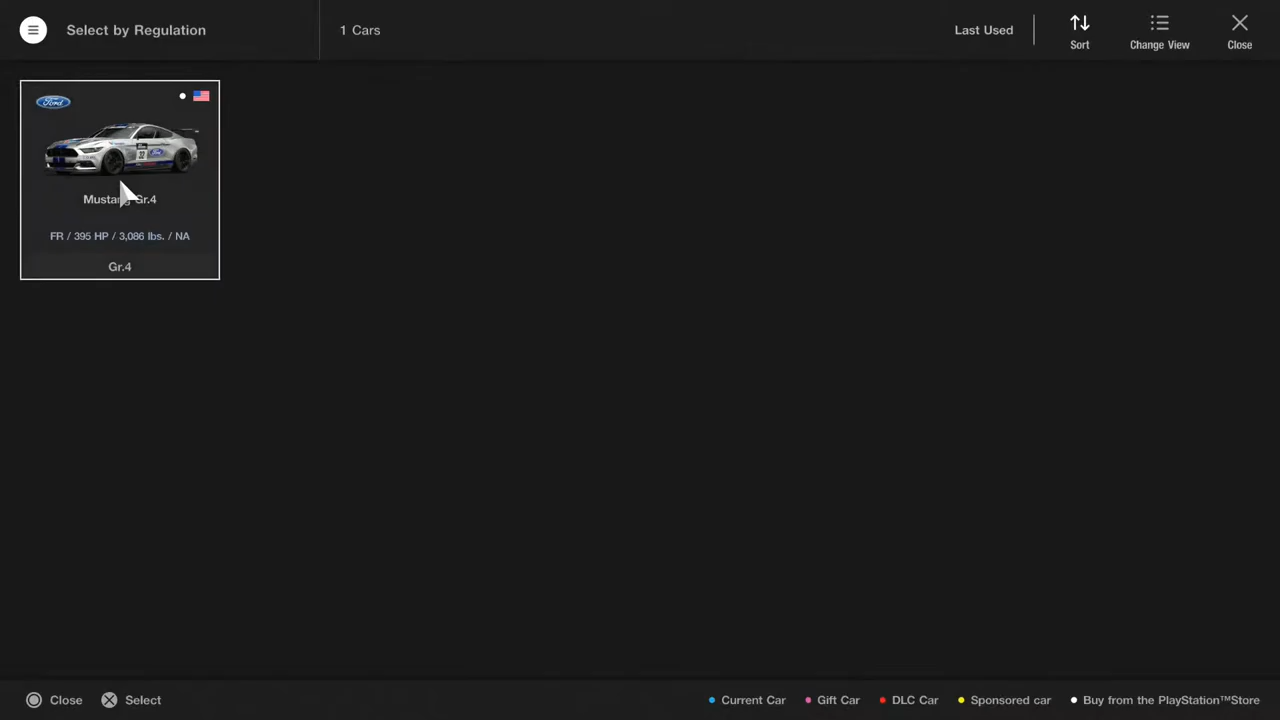 Select by Regulation
1 Cars
Last Used
Sort
Change View
Close
Ford
32
Mustang Gr.4
FR / 395 HP / 3,086 lbs. / NA
Gr.4
Close
Select
Current Car
Gift Car
DLC Car
Sponsored car
Buy from the PlayStation™Store